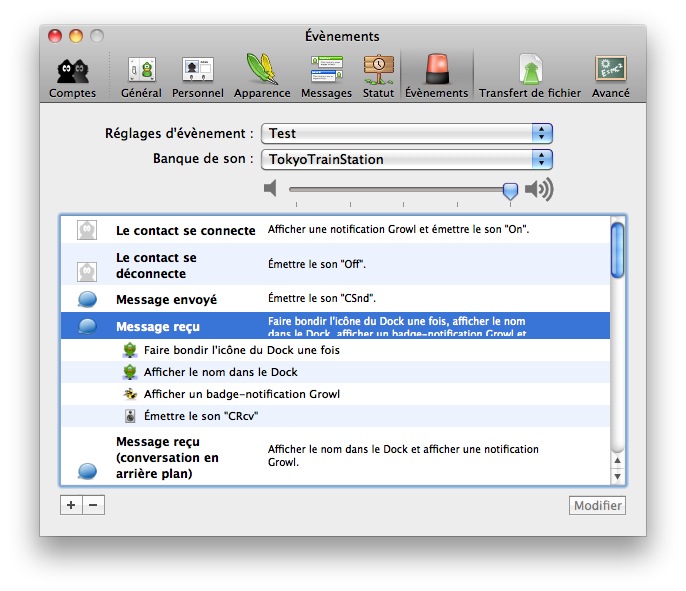 Évènements
Comptes Général Personnel Apparence Messages Statut Évènements Transfert de fichier Avancé
Réglages d'évènement : Test
Banque de son : TokyoTrainStation
Le contact se connecte Afficher une notification Growl et émettre le son "On".
Le contact se
déconnecte
Émettre le son "Off".
Message envoyé Émettre le son "CSnd".
Message reçu
Faire bondir l'icône du Dock une fois, afficher le nom
dans le Dock, afficher un badge-notification Growl et
Faire bondir l'icône du Dock une fois
Afficher le nom dans le Dock
Afficher un badge-notification Growl
Émettre le son "CRcv"
Message reçu
(conversation en
arrière plan)
Afficher le nom dans le Dock et afficher une notification
Growl.
+ −
Modifier